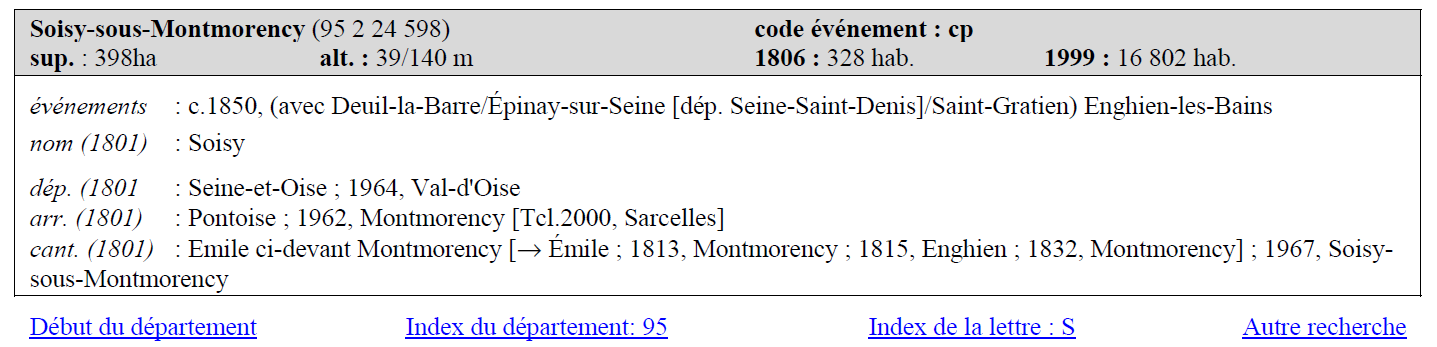 Soisy-sous-Montmorency (95 2 24 598) code événement : cp
sup. : 398ha alt. : 39/140 m 1806 : 328 hab. 1999 : 16 802 hab.
événements : c.1850, (avec Deuil-la-Barre/Épinay-sur-Seine [dép. Seine-Saint-Denis]/Saint-Gratien) Enghien-les-Bains
nom (1801) : Soisy
dép. (1801 : Seine-et-Oise ; 1964, Val-d'Oise
arr. (1801) : Pontoise ; 1962, Montmorency [Tcl.2000, Sarcelles]
cant. (1801) : Emile ci-devant Montmorency [→ Émile ; 1813, Montmorency ; 1815, Enghien ; 1832, Montmorency] ; 1967, Soisy-
sous-Montmorency
Début du département Index du département: 95 Index de la lettre : S Autre recherche